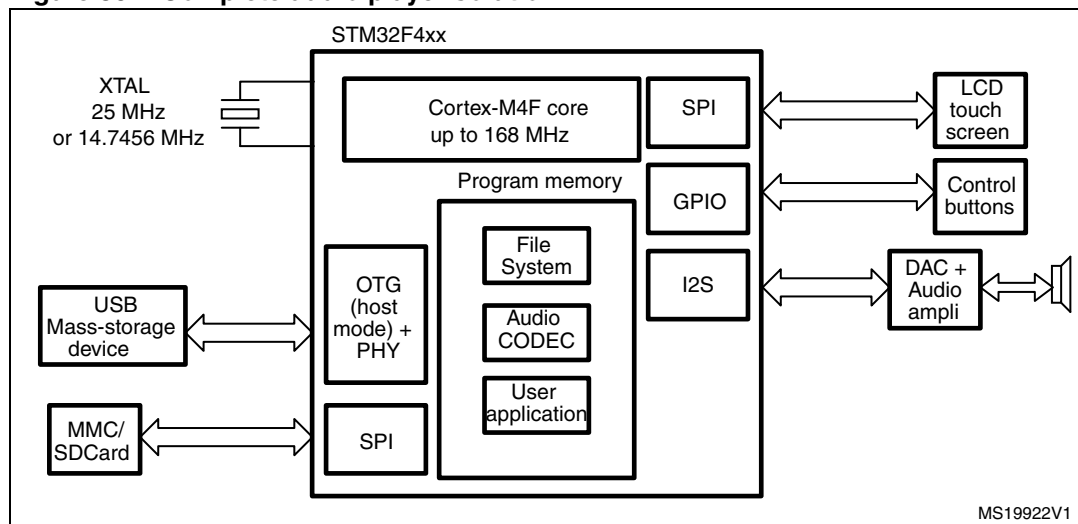 STM32F4xx
XTAL
25 MHz
or 14.7456 MHz
Cortex-M4F core
up to 168 MHz
SPI
LCD
touch
screen
Program memory
GPIO
Control
buttons
File
System
OTG
(host
mode) +
PHY
I2S
DAC +
Audio
ampli
USB
Mass-storage
device
Audio
CODEC
User
application
MMC/
SDCard
SPI
MS19922V1